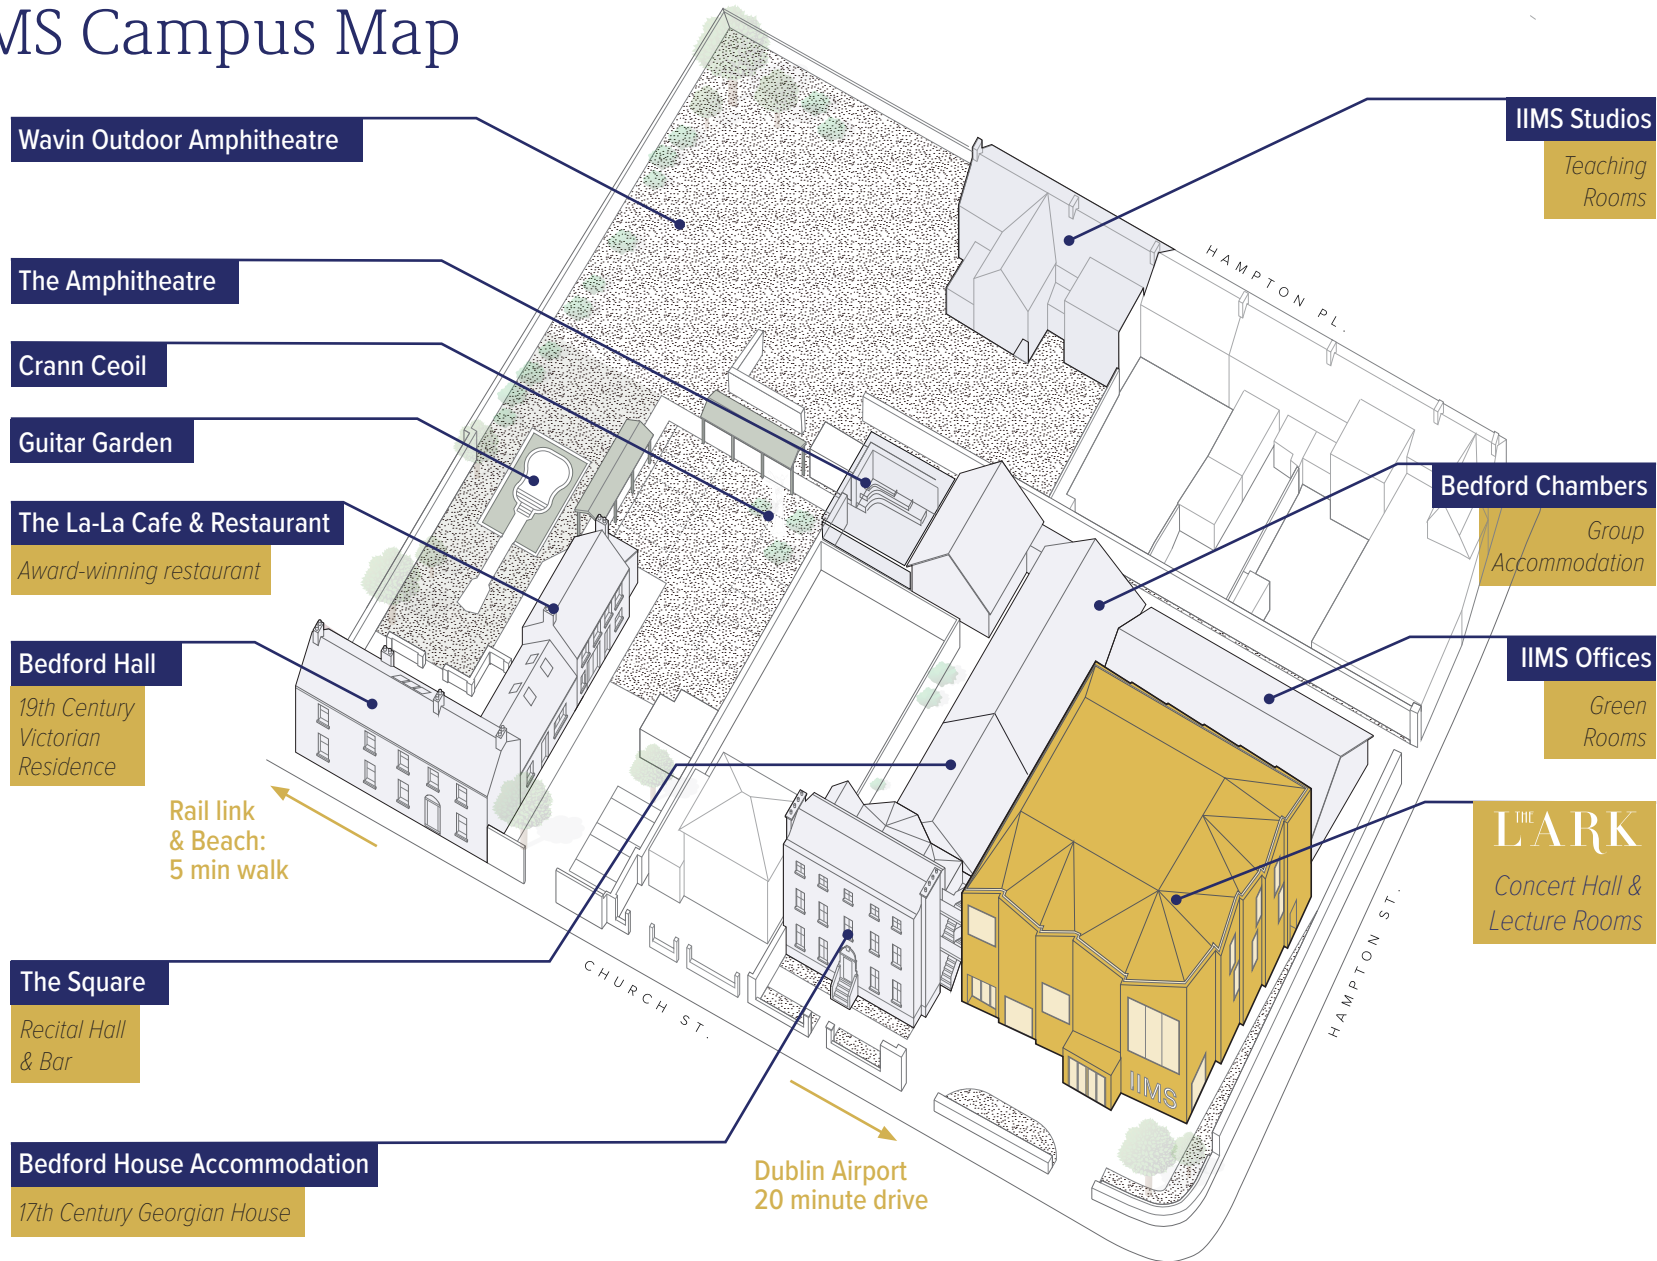 MS Campus Map
Wavin Outdoor Amphitheatre
The Amphitheatre
Crann Ceoil
Guitar Garden
The La-La Cafe & Restaurant
Award-winning restaurant
Bedford Hall
19th Century
Victorian
Residence
Rail link
& Beach:
5 min walk
The Square
Recital Hall
& Bar
Bedford House Accommodation
17th Century Georgian House
IIMS Studios
Teaching
Rooms
HAMPTON PL.
Bedford Chambers
Group
Accommodation
IIMS Offices
Green
Rooms
THE
L'ARK
Concert Hall &
Lecture Rooms
HAMPTON ST.
CHURCH ST.
IIMS
Dublin Airport
20 minute drive